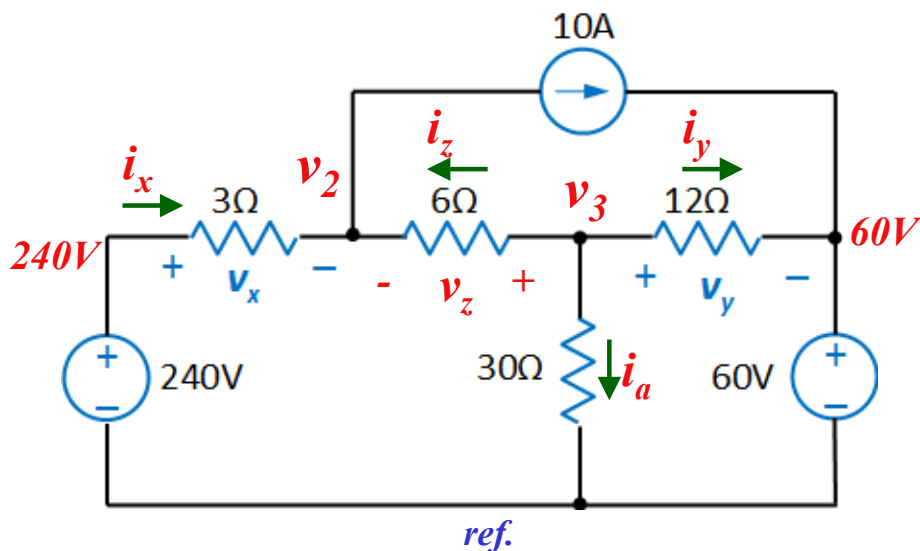 10A
i_x
v_2
i_z
v_3
i_y
3Ω
6Ω
12Ω
240V
60V
+ v_x −
- v_z +
+ v_y −
+
−
240V
30Ω
i_a
60V
+
−
ref.